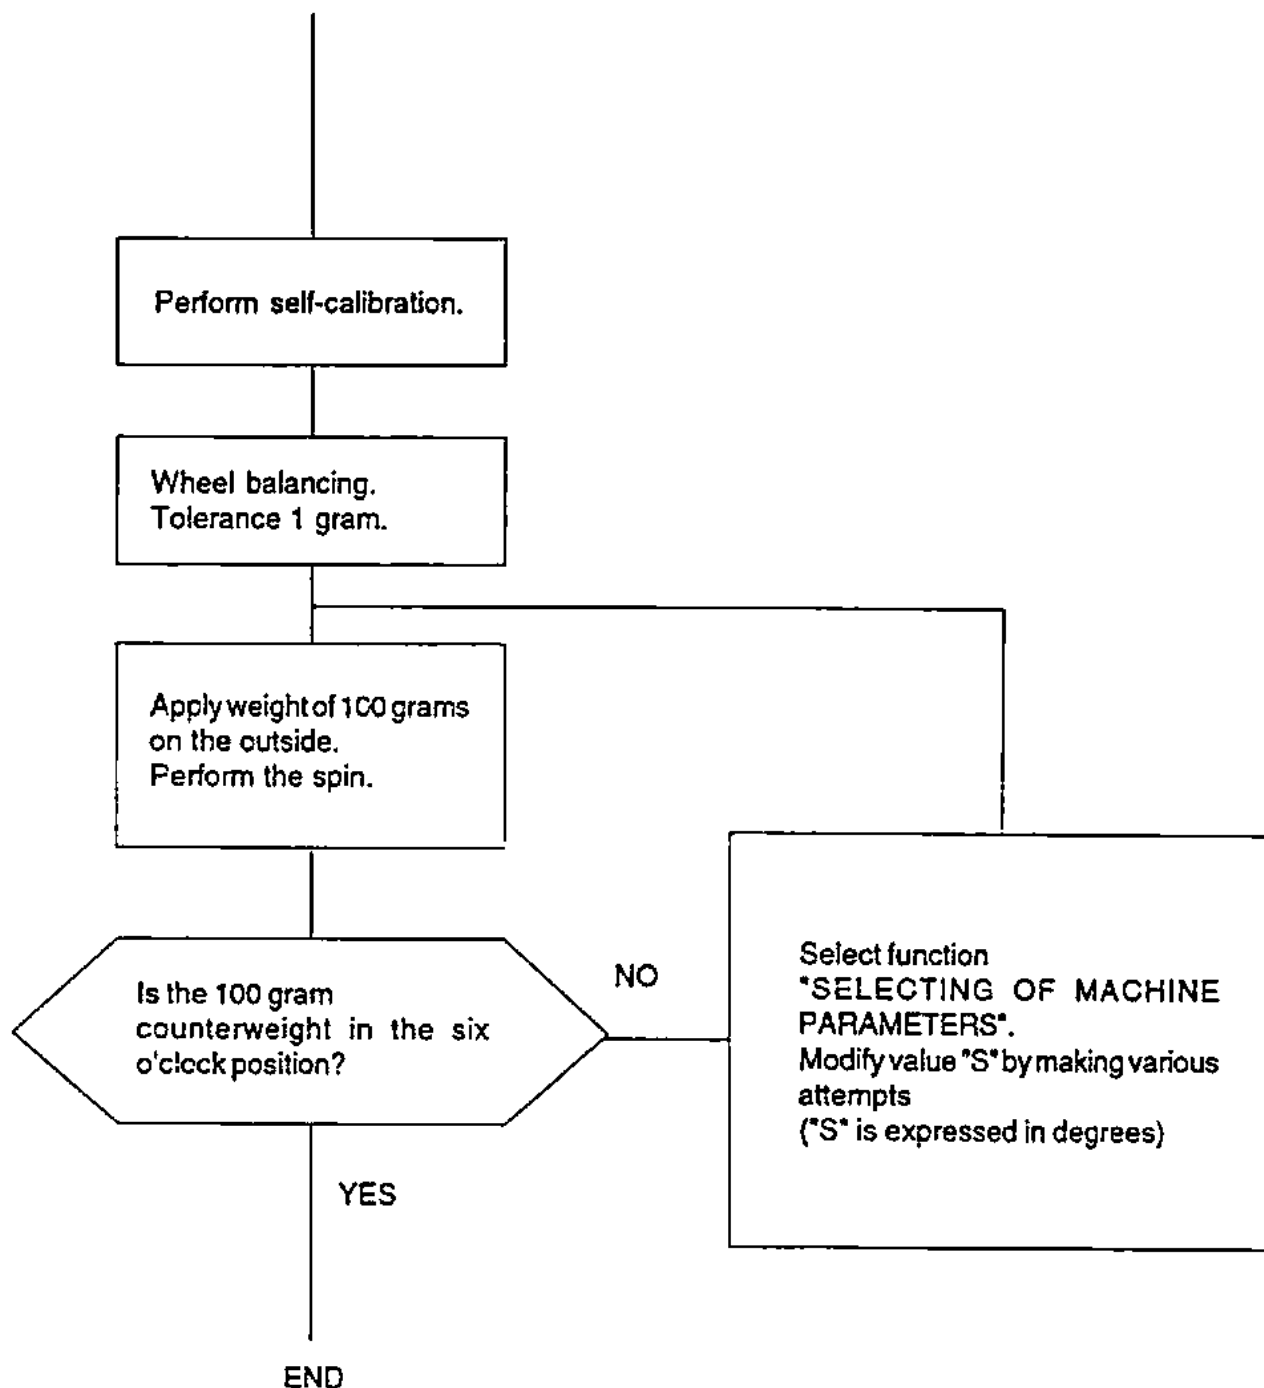 Perform self-calibration.
Wheel balancing.
Tolerance 1 gram.
Apply weight of 100 grams
on the outside.
Perform the spin.
Is the 100 gram
counterweight in the six
o'clock position?
NO
Select function
"SELECTING OF MACHINE
PARAMETERS".
Modify value "S" by making various
attempts
("S" is expressed in degrees)
YES
END